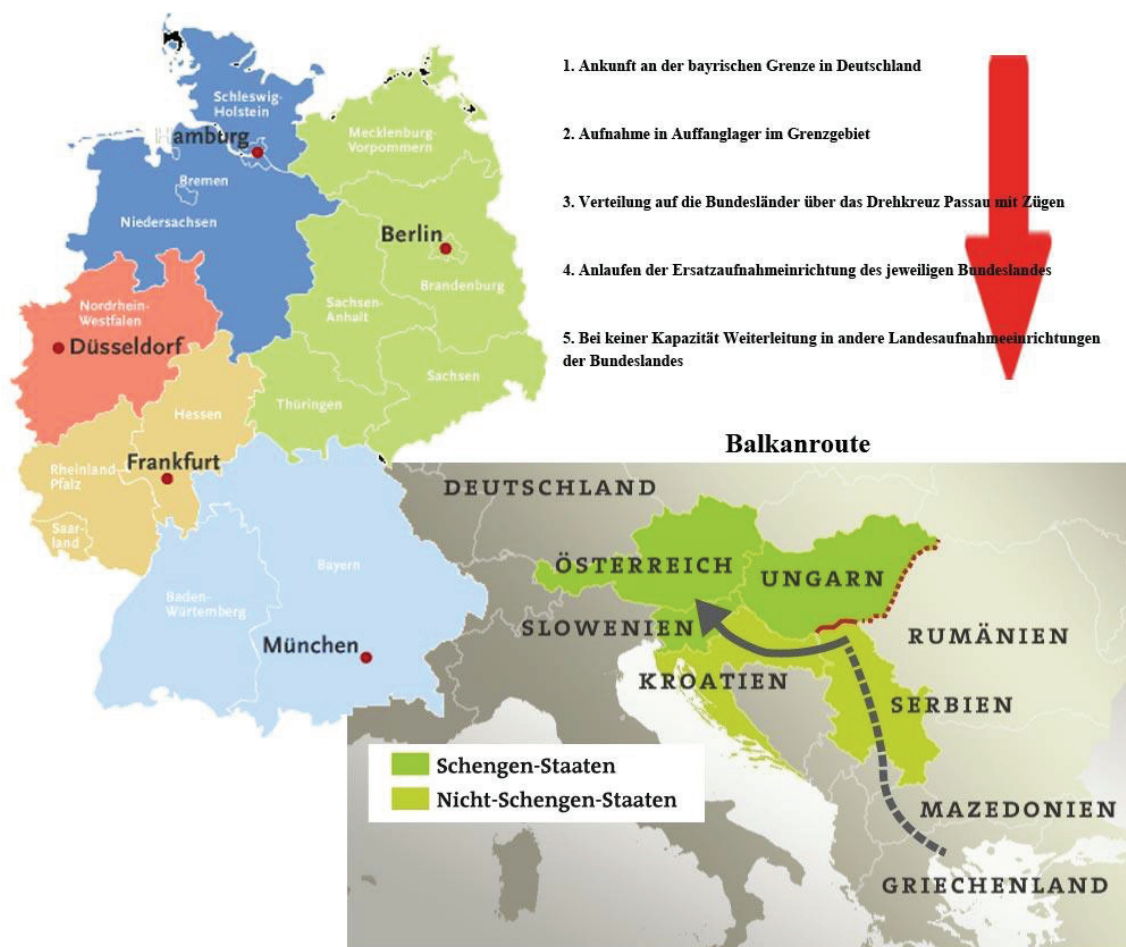 1. Ankunft an der bayrischen Grenze in Deutschland
2. Aufnahme in Auffanglager im Grenzgebiet
3. Verteilung auf die Bundesländer über das Drehkreuz Passau mit Zügen
4. Anlaufen der Ersatzaufnahmeinrichtung des jeweiligen Bundeslandes
5. Bei keiner Kapazität Weiterleitung in andere Landesaufnahmeeinrichtungen
der Bundeslandes
Schleswig-
Holstein
Hamburg
Mecklenburg-
Vorpommern
Bremen
Niedersachsen
Berlin
Brandenburg
Sachsen-
Anhalt
Nordrhein-
Westfalen
Düsseldorf
Sachsen
Thüringen
Hessen
Frankfurt
Rheinland-
Pfalz
Saar-
land
Bayern
Baden-
Würtemberg
München
Balkanroute
DEUTSCHLAND
ÖSTERREICH
UNGARN
SLOWENIEN
RUMÄNIEN
KROATIEN
SERBIEN
MAZEDONIEN
GRIECHENLAND
Schengen-Staaten
Nicht-Schengen-Staaten